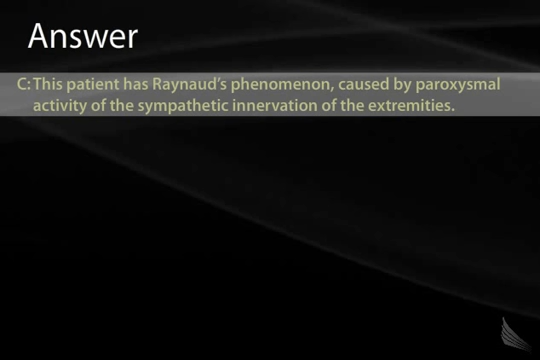 Answer
C: This patient has Raynaud's phenomenon, caused by paroxysmal
activity of the sympathetic innervation of the extremities.